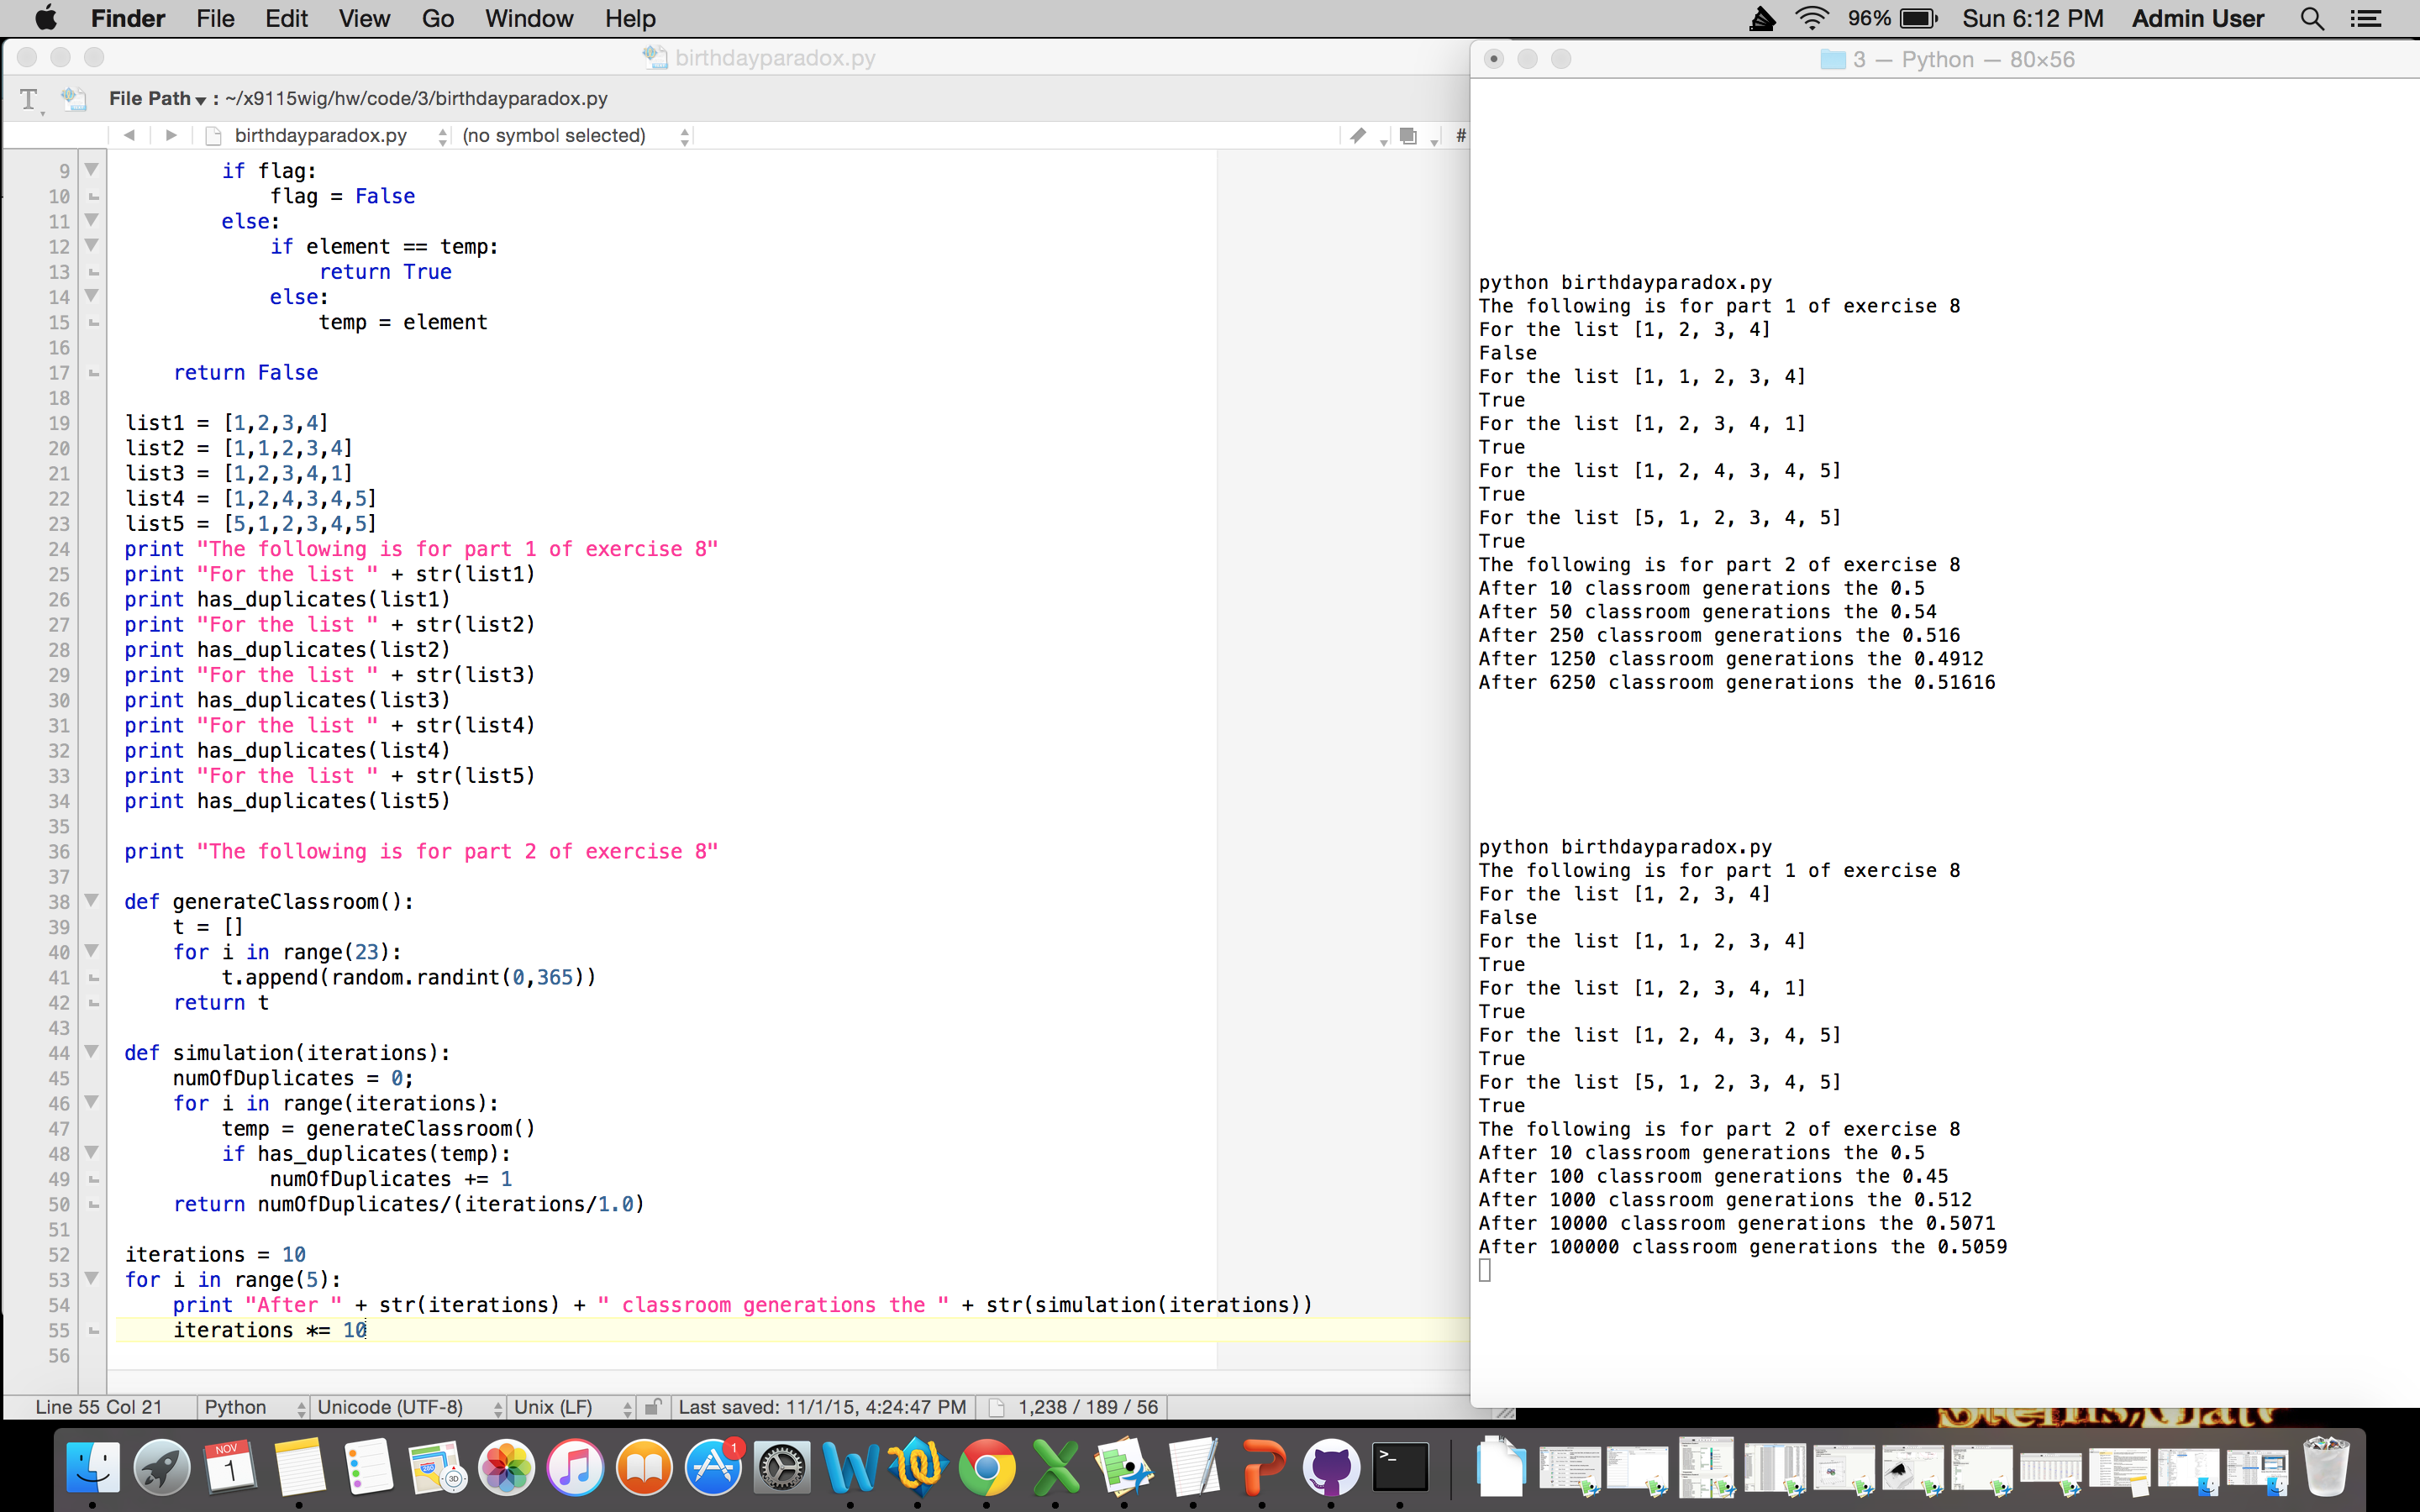 Finder File Edit View Go Window Help 96% Sun 6:12 PM Admin User
birthdayparadox.py
File Path : ~/x9115wig/hw/code/3/birthdayparadox.py
birthdayparadox.py (no symbol selected) #
9 if flag:
10 flag = False
11 else:
12 if element == temp:
13 return True
14 else:
15 temp = element
16
17 return False
18
19 list1 = [1,2,3,4]
20 list2 = [1,1,2,3,4]
21 list3 = [1,2,3,4,1]
22 list4 = [1,2,4,3,4,5]
23 list5 = [5,1,2,3,4,5]
24 print "The following is for part 1 of exercise 8"
25 print "For the list " + str(list1)
26 print has_duplicates(list1)
27 print "For the list " + str(list2)
28 print has_duplicates(list2)
29 print "For the list " + str(list3)
30 print has_duplicates(list3)
31 print "For the list " + str(list4)
32 print has_duplicates(list4)
33 print "For the list " + str(list5)
34 print has_duplicates(list5)
35
36 print "The following is for part 2 of exercise 8"
37
38 def generateClassroom():
39 t = []
40 for i in range(23):
41 t.append(random.randint(0,365))
42 return t
43
44 def simulation(iterations):
45 numOfDuplicates = 0;
46 for i in range(iterations):
47 temp = generateClassroom()
48 if has_duplicates(temp):
49 numOfDuplicates += 1
50 return numOfDuplicates/(iterations/1.0)
51
52 iterations = 10
53 for i in range(5):
54 print "After " + str(iterations) + " classroom generations the " + str(simulation(iterations))
55 iterations *= 10
56
Line 55 Col 21 Python Unicode (UTF-8) Unix (LF) Last saved: 11/1/15, 4:24:47 PM 1,238 / 189 / 56
3 — Python — 80×56
python birthdayparadox.py
The following is for part 1 of exercise 8
For the list [1, 2, 3, 4]
False
For the list [1, 1, 2, 3, 4]
True
For the list [1, 2, 3, 4, 1]
True
For the list [1, 2, 4, 3, 4, 5]
True
For the list [5, 1, 2, 3, 4, 5]
True
The following is for part 2 of exercise 8
After 10 classroom generations the 0.5
After 50 classroom generations the 0.54
After 250 classroom generations the 0.516
After 1250 classroom generations the 0.4912
After 6250 classroom generations the 0.51616
python birthdayparadox.py
The following is for part 1 of exercise 8
For the list [1, 2, 3, 4]
False
For the list [1, 1, 2, 3, 4]
True
For the list [1, 2, 3, 4, 1]
True
For the list [1, 2, 4, 3, 4, 5]
True
For the list [5, 1, 2, 3, 4, 5]
True
The following is for part 2 of exercise 8
After 10 classroom generations the 0.5
After 100 classroom generations the 0.45
After 1000 classroom generations the 0.512
After 10000 classroom generations the 0.5071
After 100000 classroom generations the 0.5059
NOV
1
3D
1
>_